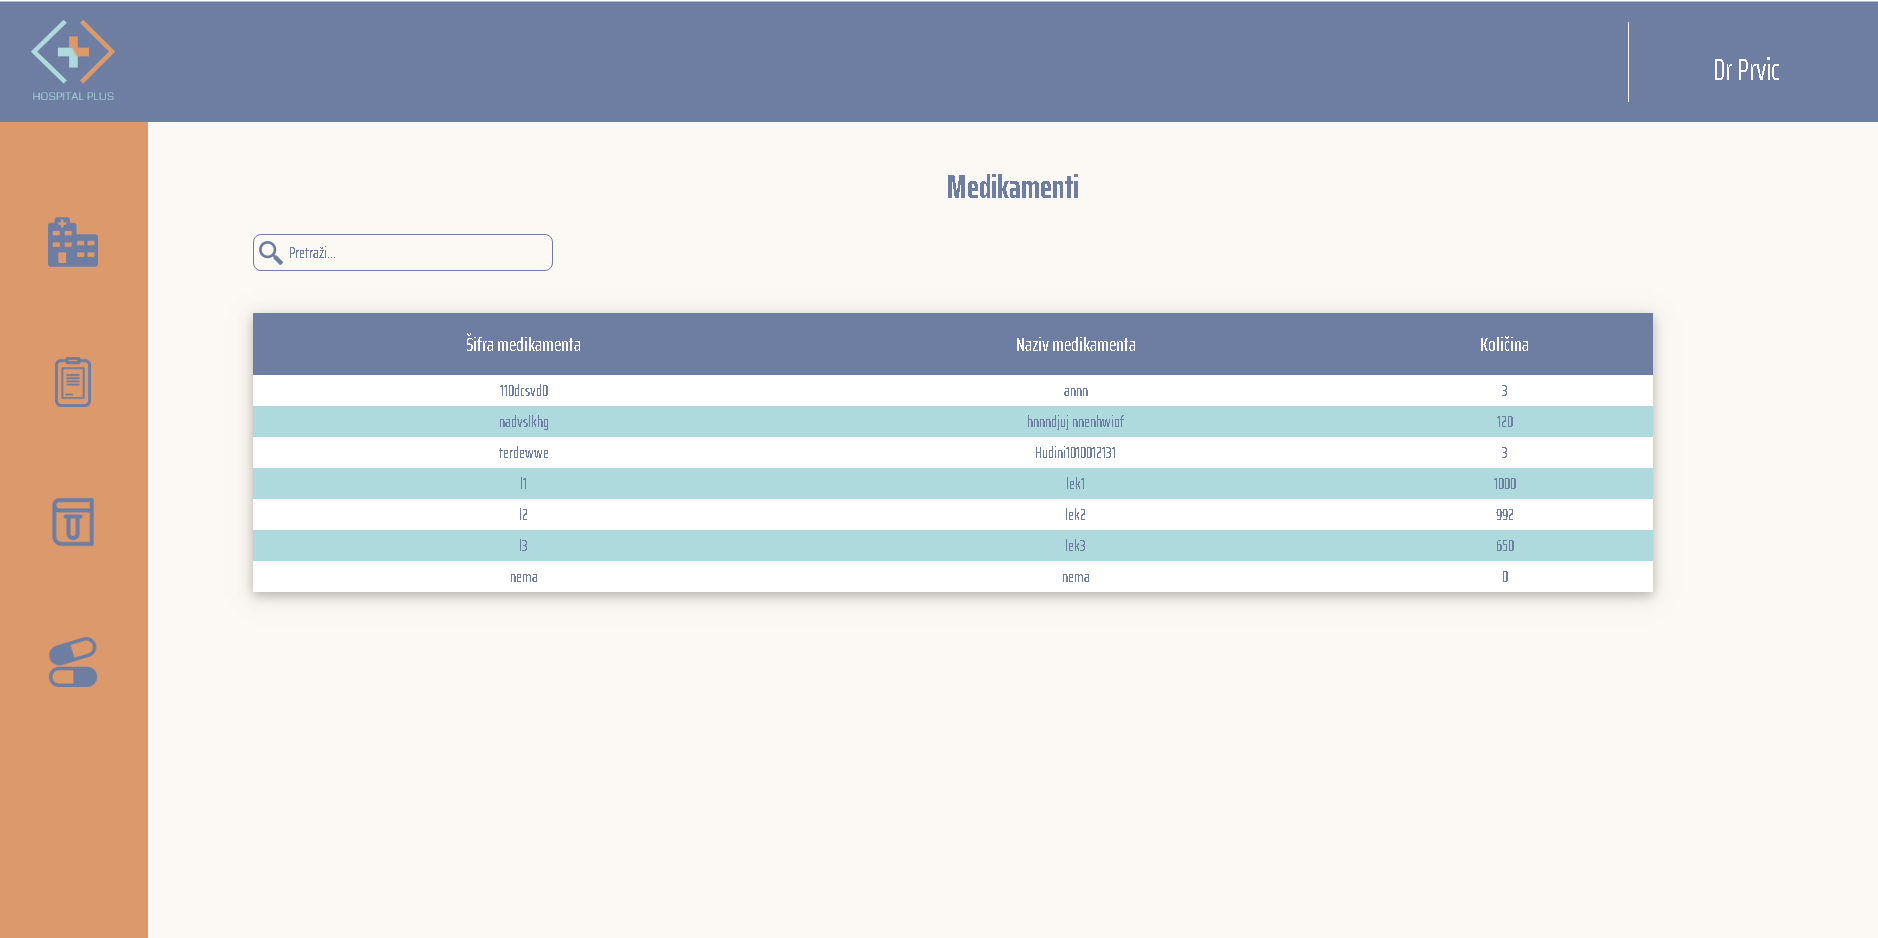 HOSPITAL PLUS
Dr Prvic
Medikamenti
Pretraži...
Šifra medikamenta Naziv medikamenta Količina
110dcsvd0 annn 3
nadvslkhg hnnndjuj nnenhwiof 120
terdewwe Hudini1010012131 3
l1 lek1 1000
l2 lek2 992
l3 lek3 650
nema nema 0